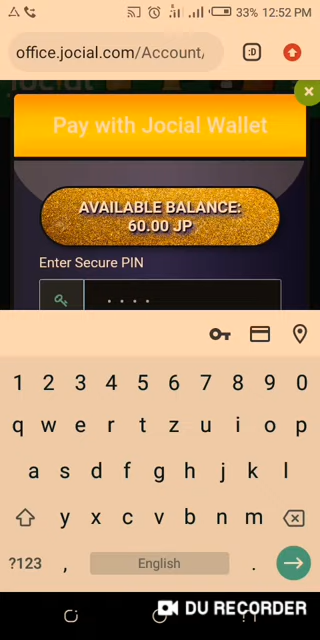 33% 12:52 PM
office.jocial.com/Account/
:D
Pay with Jocial Wallet
AVAILABLE BALANCE:
60.00 JP
Enter Secure PIN
1 2 3 4 5 6 7 8 9 0
q w e r t z u i o p
a s d f g h j k l
y x c v b n m
?123 , English .
DU RECORDER